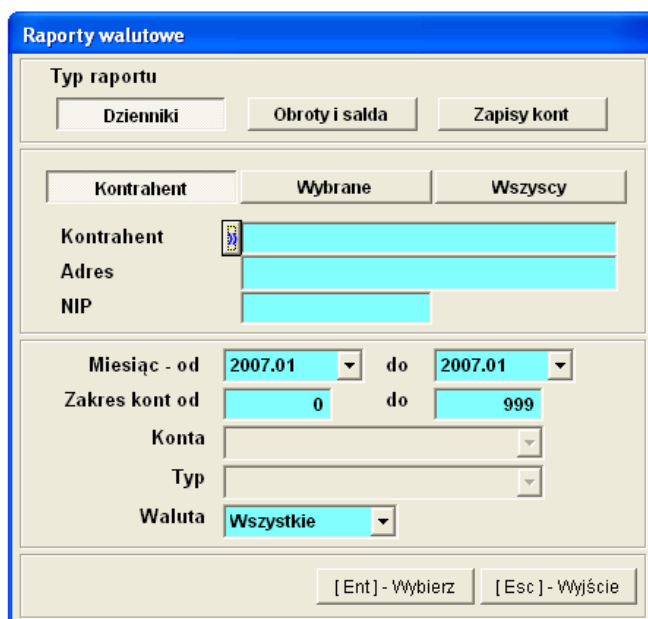 Raporty walutowe
Typ raportu
Dzienniki Obroty i salda Zapisy kont
Kontrahent Wybrane Wszyscy
Kontrahent
Adres
NIP
Miesiąc - od 2007.01 do 2007.01
Zakres kont od 0 do 999
Konta
Typ
Waluta Wszystkie
[ Ent ] - Wybierz [ Esc ] - Wyjście